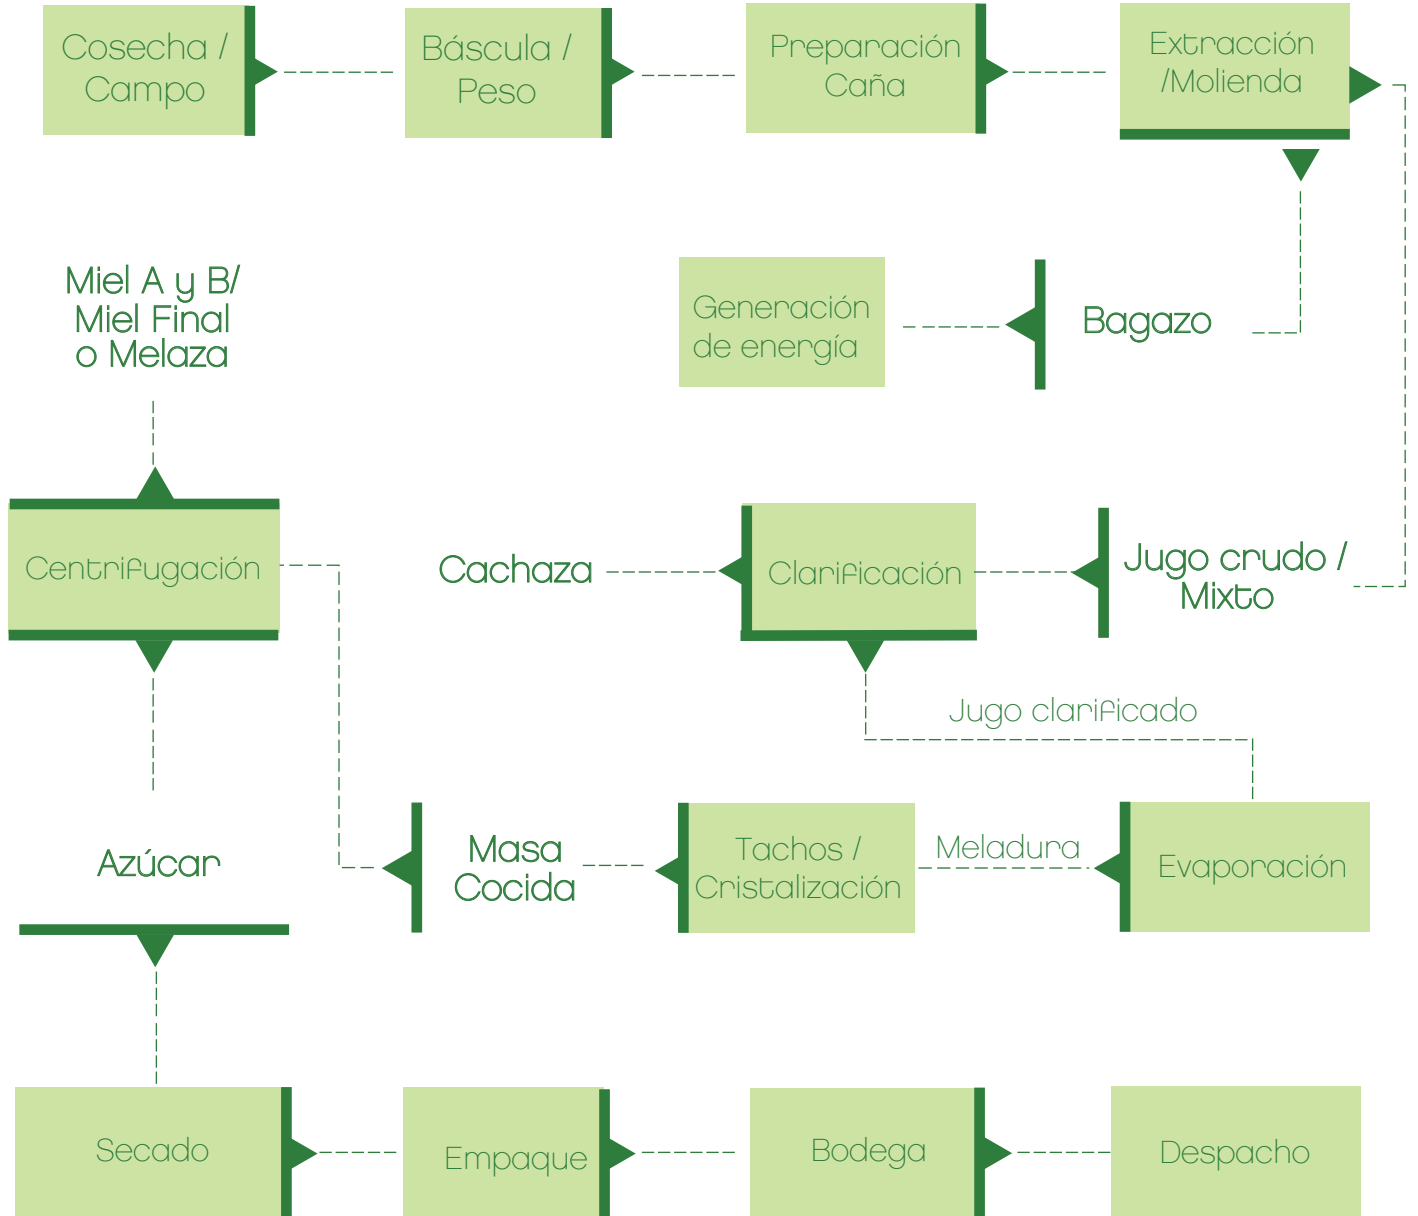 Cosecha /
Campo
Báscula /
Peso
Preparación
Caña
Extracción
/Molienda
Miel A y B/
Miel Final
o Melaza
Generación
de energía
Bagazo
Centrifugación
Cachaza
Clarificación
Jugo crudo /
Mixto
Jugo clarificado
Azúcar
Masa
Cocida
Tachos /
Cristalización
Meladura
Evaporación
Secado
Empaque
Bodega
Despacho